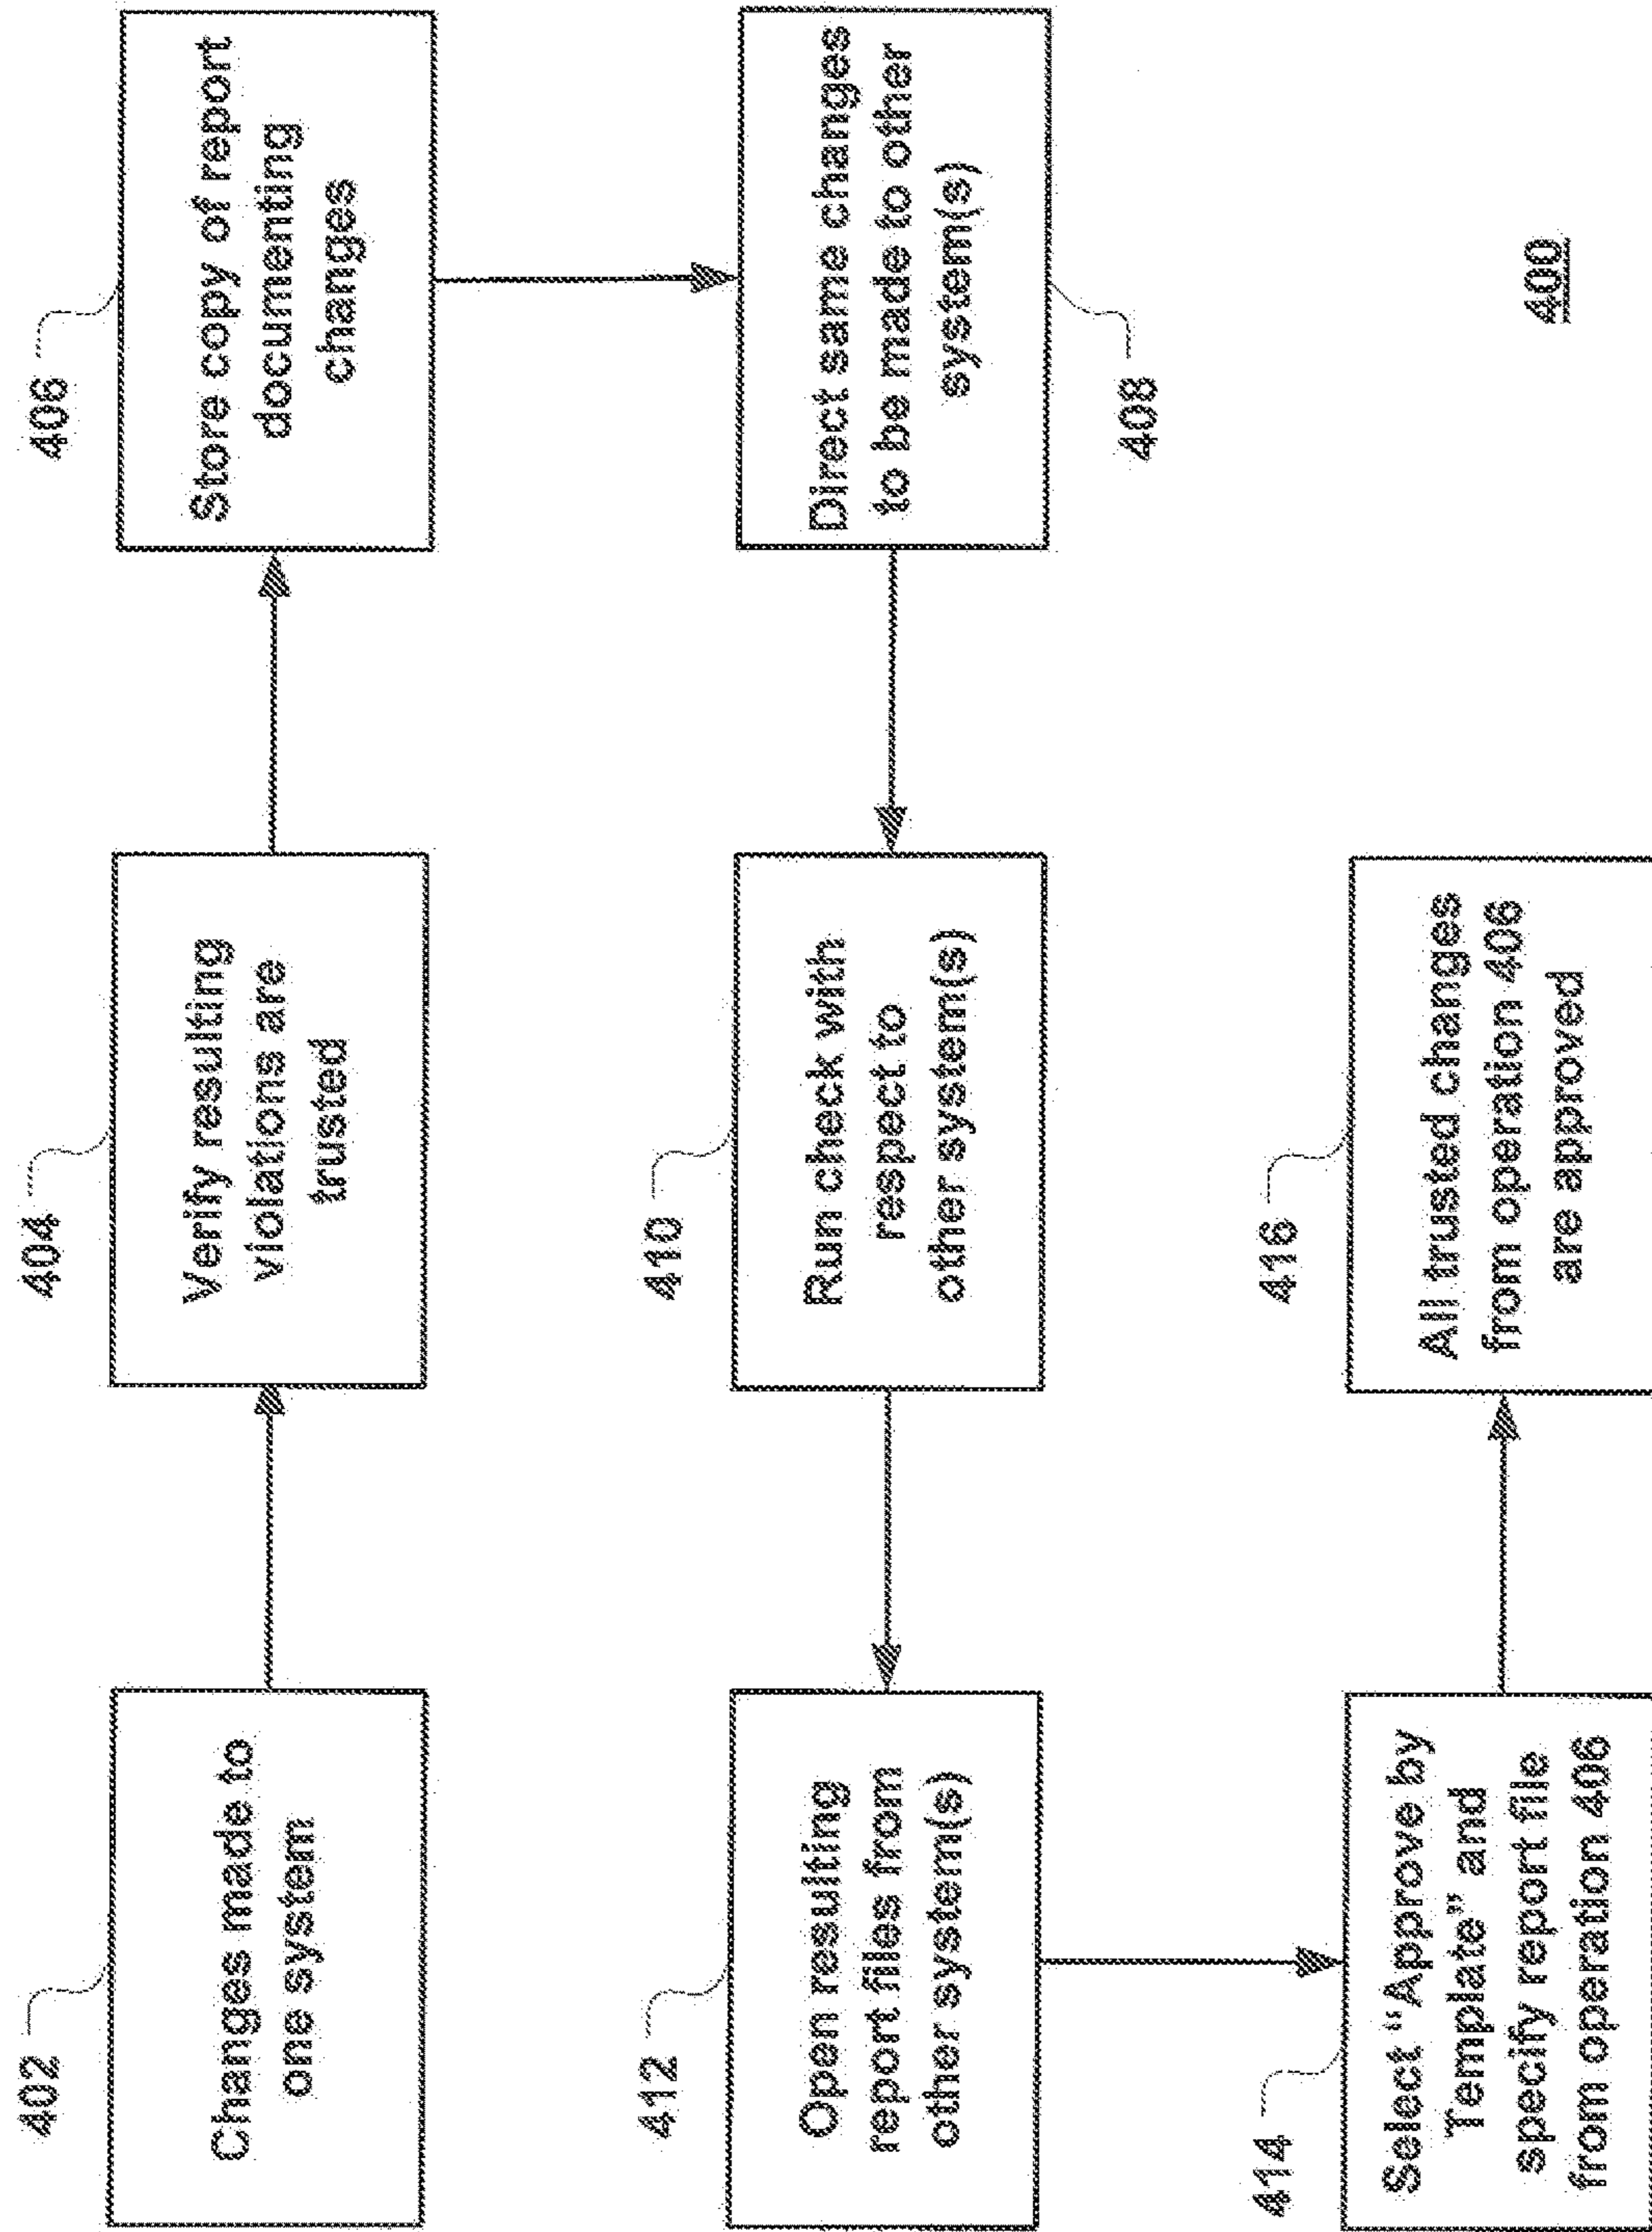 402
Changes made to
one system
404
Verify resulting
violations are
trusted
406
Store copy of report
documenting
changes
412
Open resulting
report files from
other system(s)
410
Run check with
respect to
other system(s)
Direct same changes
to be made to other
system(s)
408
414
Select "Approve by
Template" and
specify report file
from operation 406
416
All trusted changes
from operation 406
are approved
400